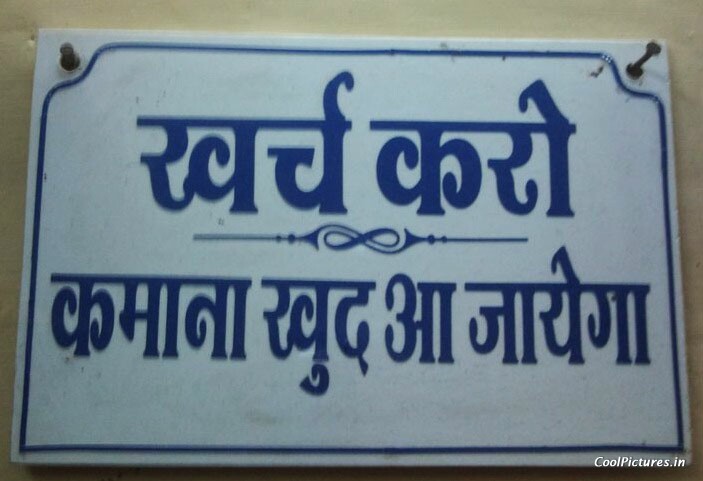 खर्च करो
कमाना खुद आ जायेगा
CoolPictures.in